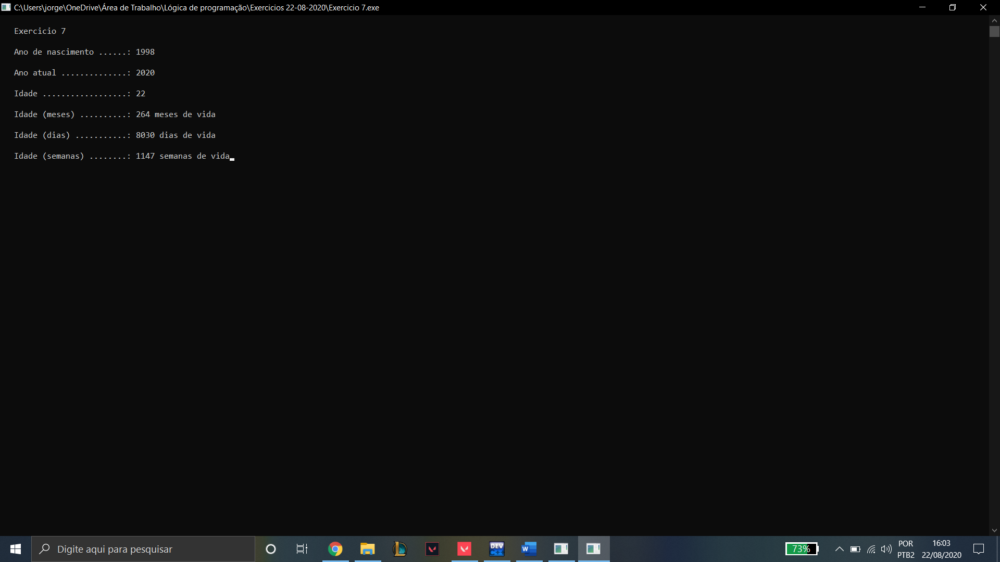 C:\Users\jorge\OneDrive\Área de Trabalho\Lógica de programação\Exercicios 22-08-2020\Exercicio 7.exe
Exercicio 7
Ano de nascimento ......: 1998
Ano atual ..............: 2020
Idade ..................: 22
Idade (meses) ..........: 264 meses de vida
Idade (dias) ...........: 8030 dias de vida
Idade (semanas) ........: 1147 semanas de vida
Digite aqui para pesquisar
DEV
C++
W
73%
POR
PTB2
16:03
22/08/2020